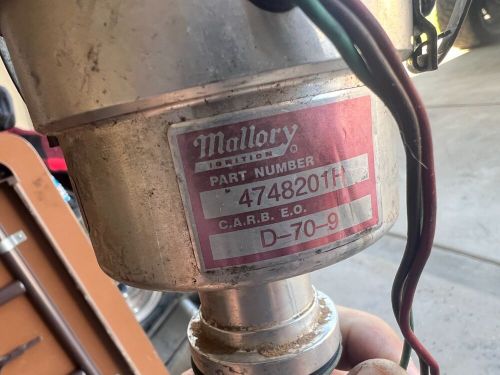 Mallory
IGNITION
PART NUMBER
4748201H
C.A.R.B. E.O.
D-70-9